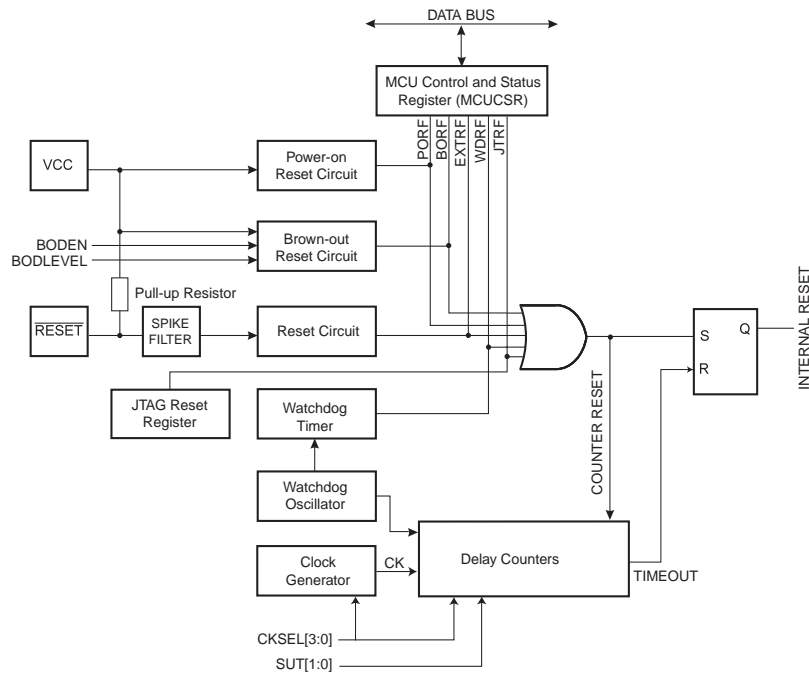 DATA BUS
MCU Control and Status
Register (MCUCSR)
PORF
BORF
EXTRF
WDRF
JTRF
VCC
Power-on
Reset Circuit
BODEN
BODLEVEL
Brown-out
Reset Circuit
Pull-up Resistor
RESET
SPIKE
FILTER
Reset Circuit
JTAG Reset
Register
Watchdog
Timer
Watchdog
Oscillator
Clock
Generator
CK
Delay Counters
COUNTER RESET
TIMEOUT
S
R
Q
INTERNAL RESET
CKSEL[3:0]
SUT[1:0]